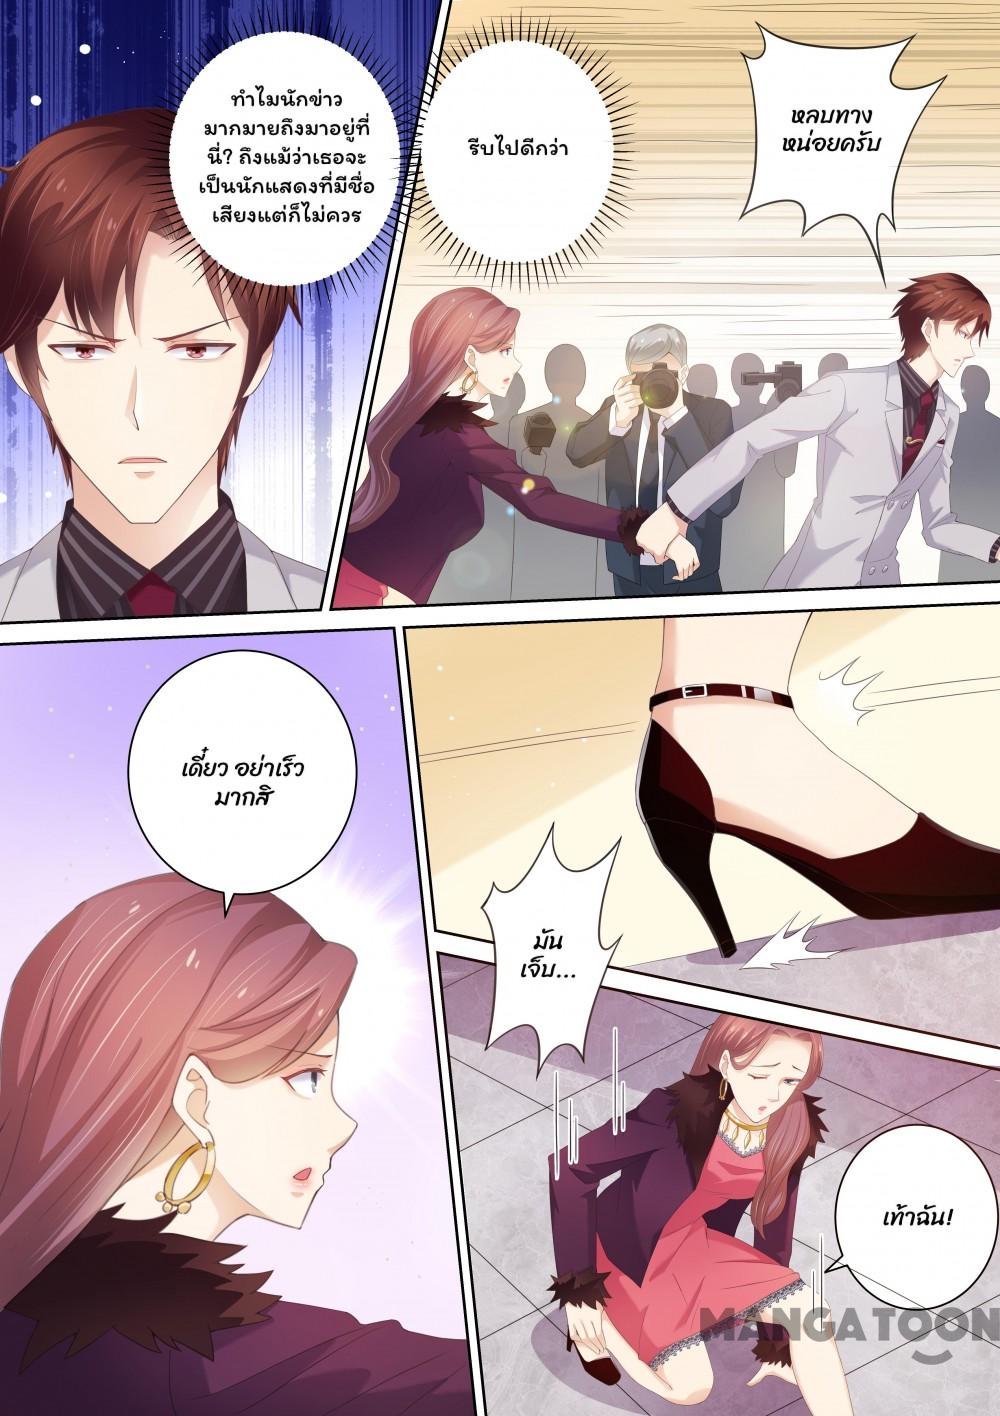 ทำไมนักข่าว
มากมายถึงมาอยู่ที่
นี่? ถึงแม้ว่าเธอจะ
เป็นนักแสดงที่มีชื่อ
เสียงแต่ก็ไม่ควร
รีบไปดีกว่า
หลบทาง
หน่อยครับ
เดี๋ยว อย่าเร็ว
มากสิ
มัน
เจ็บ...
เท้าฉัน!
MANGATOON